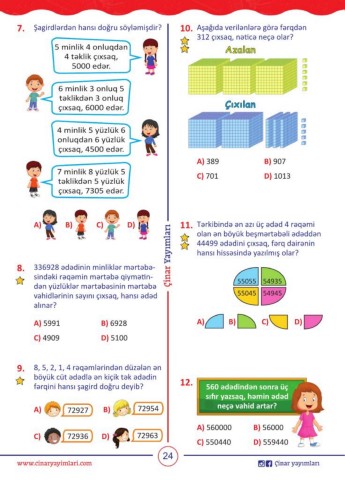 7. Şagirdlərdən hansı doğru söyləmişdir?
5 minlik 4 onluqdan
4 təklik çıxsaq,
5000 edər.
6 minlik 3 onluq 5
təklikdən 3 onluq
çıxsaq, 6000 edər.
4 minlik 5 yüzlük 6
onluqdan 6 yüzlük
çıxsaq, 4500 edər.
7 minlik 8 yüzlük 5
təklikdən 5 yüzlük
çıxsaq, 7305 edər.
A) B) C) D)
8. 336928 ədədinin minliklər mərtəbə-
sindəki rəqəmin mərtəbə qiymətin-
dən yüzlüklər mərtəbəsinin mərtəbə
vahidlərinin sayını çıxsaq, hansı ədəd
alınar?
A) 5991 B) 6928
C) 4909 D) 5100
9. 8, 5, 2, 1, 4 rəqəmlərindən düzələn ən
böyük cüt ədədlə ən kiçik tək ədədin
fərqini hansı şagird doğru deyib?
A) 72927 B) 72954
C) 72936 D) 72963
10. Aşağıda verilənlərə görə fərqdən
312 çıxsaq, nəticə neçə olar?
Azalan
Çıxılan
A) 389 B) 907
C) 701 D) 1013
11. Tərkibində ən azı üç ədəd 4 rəqəmi
olan ən böyük beşmərtəbəli ədəddən
44499 ədədini çıxsaq, fərq dairənin
hansı hissəsində yazılmış olar?
55055 54935
55045 54945
A) B) C) D)
12. 560 ədədindən sonra üç
sıfır yazsaq, həmin ədəd
neçə vahid artar?
A) 560000 B) 56000
C) 550440 D) 559440
Çinar Yayımları
www.cinaryayimlari.com
24
Çinar yayımları